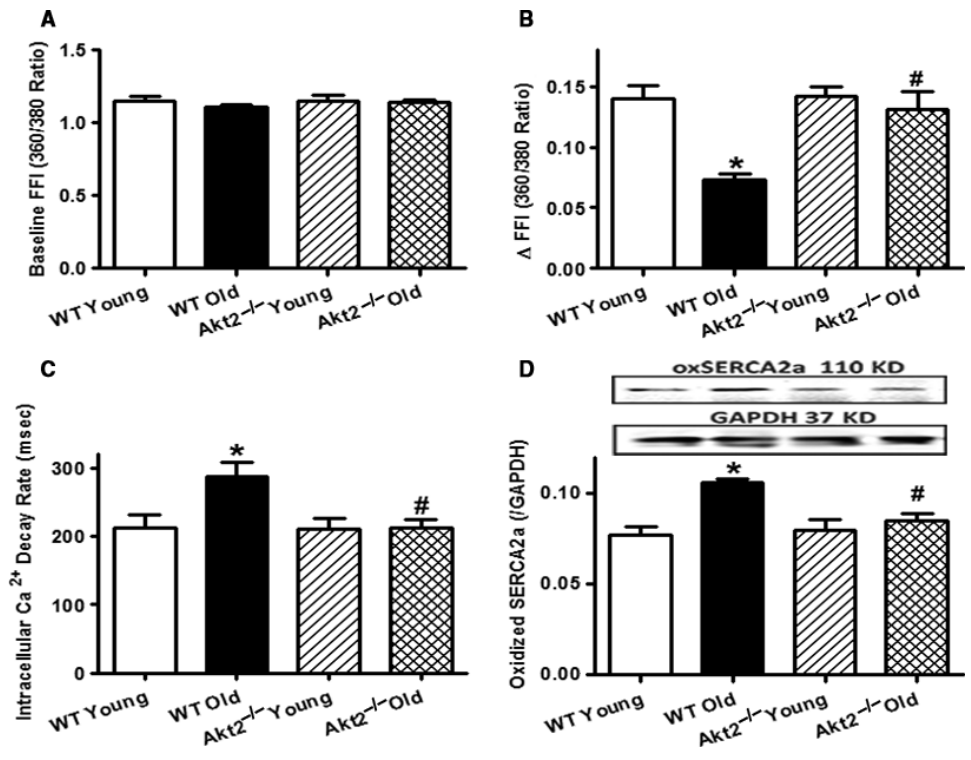 A
Baseline FFI (360/380 Ratio)
1.5
1.0
0.5
0.0
WT Young
WT Old
Akt2⁻/⁻Young
Akt2⁻/⁻Old
B
Δ FFI (360/380 Ratio)
0.15
0.10
0.05
0.00
*
#
WT Young
WT Old
Akt2⁻/⁻Young
Akt2⁻/⁻Old
C
Intracellular Ca²⁺ Decay Rate (msec)
300
200
100
0
*
#
WT Young
WT Old
Akt2⁻/⁻Young
Akt2⁻/⁻Old
D
oxSERCA2a 110 KD
GAPDH 37 KD
Oxidized SERCA2a (/GAPDH)
0.10
0.05
0.00
*
#
WT Young
WT Old
Akt2⁻/⁻Young
Akt2⁻/⁻Old